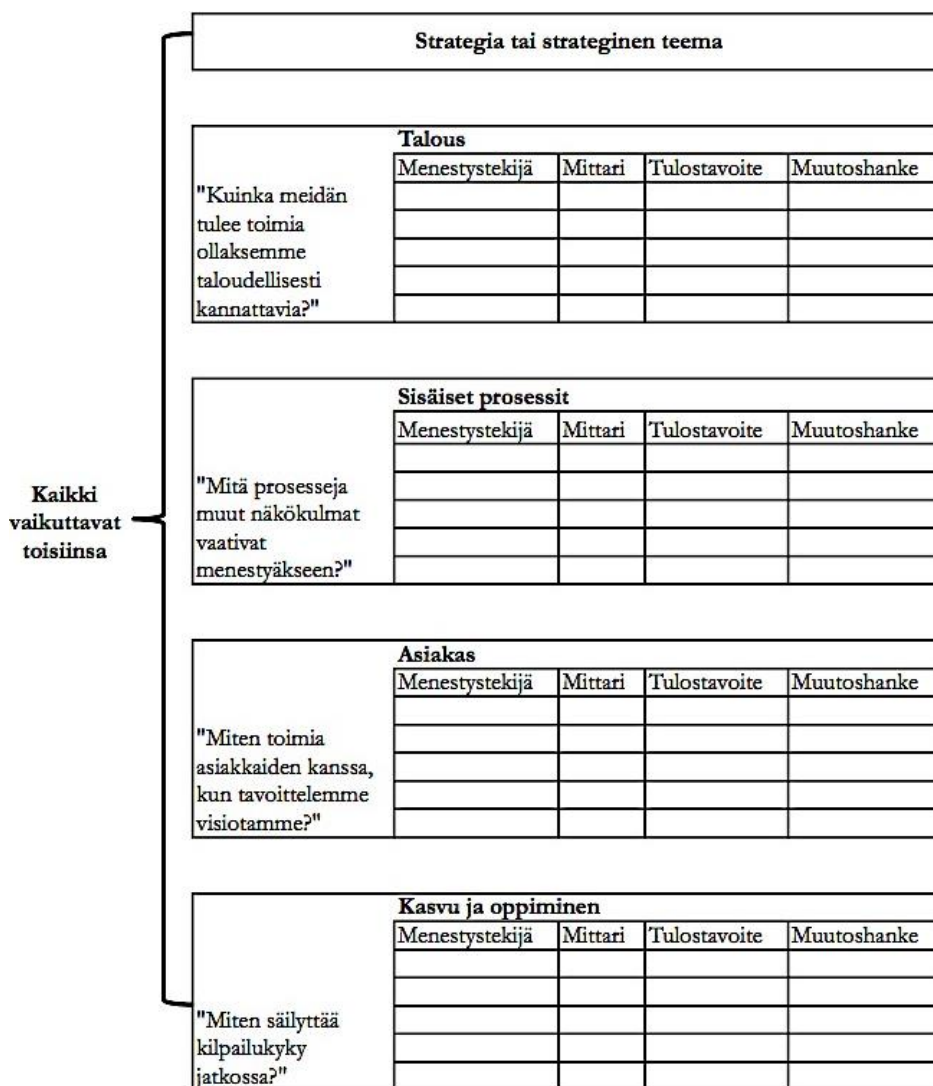 Strategia tai strateginen teema
Talous
Menestystekijä Mittari Tulostavoite Muutoshanke
"Kuinka meidän
tulee toimia
ollaksemme
taloudellisesti
kannattavia?"
Sisäiset prosessit
Menestystekijä Mittari Tulostavoite Muutoshanke
"Mitä prosesseja
muut näkökulmat
vaativat
menestyäkseen?"
Kaikki
vaikuttavat
toisiinsa
Asiakas
Menestystekijä Mittari Tulostavoite Muutoshanke
"Miten toimia
asiakkaiden kanssa,
kun tavoittelemme
visiotamme?"
Kasvu ja oppiminen
Menestystekijä Mittari Tulostavoite Muutoshanke
"Miten säilyttää
kilpailukyky
jatkossa?"